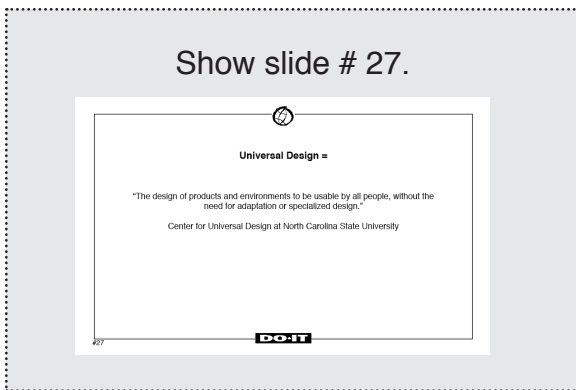 Show slide # 27.
Universal Design =
“The design of products and environments to be usable by all people, without the
need for adaptation or specialized design.”
Center for Universal Design at North Carolina State University
#27
DO•IT